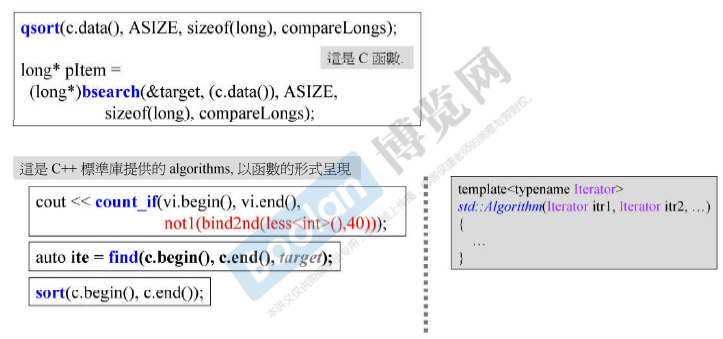 qsort(c.data(), ASIZE, sizeof(long), compareLongs);
這是 C 函數.
long* pItem =
(long*)bsearch(&target, (c.data()), ASIZE,
sizeof(long), compareLongs);
這是 C++ 標準庫提供的 algorithms, 以函數的形式呈現
cout << count_if(vi.begin(), vi.end(),
not1(bind2nd(less<int>(),40)));
auto ite = find(c.begin(), c.end(), target);
sort(c.begin(), c.end());
template<typename Iterator>
std::Algorithm(Iterator itr1, Iterator itr2, …)
{
…
}
Boolan 博览网